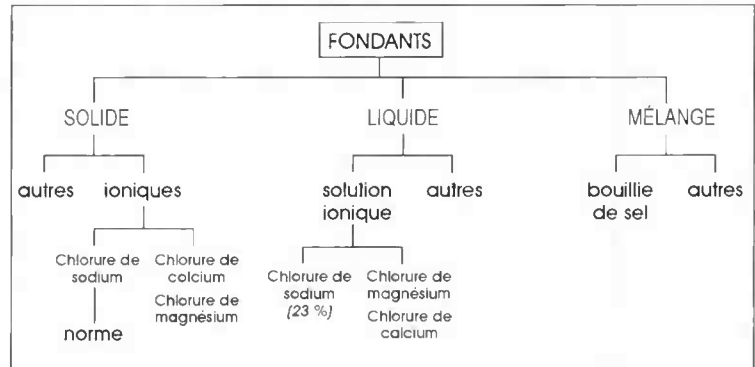 FONDANTS
SOLIDE
LIQUIDE
MÉLANGE
autres
ioniques
solution
ionique
autres
bouillie
de sel
autres
Chlorure de
sodium
Chlorure de
colcium
Chlorure de
magnésium
norme
Chlorure de
sodium
(23 %)
Chlorure de
magnésium
Chlorure de
calcium